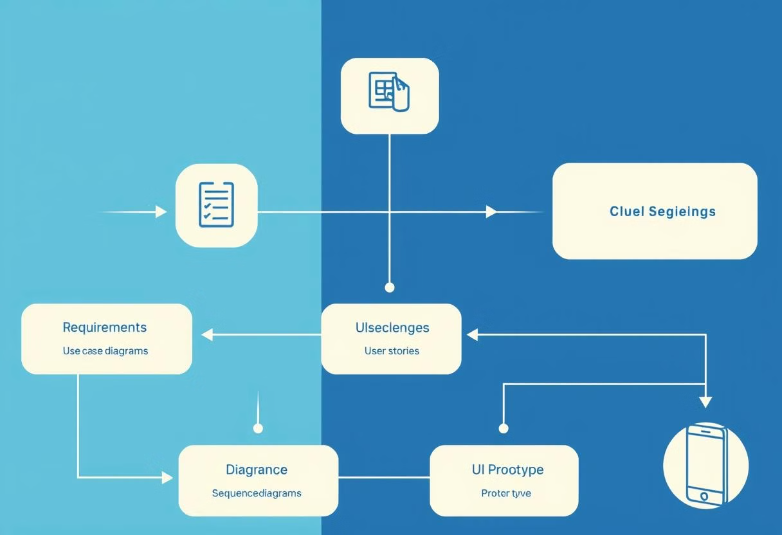 Cluel Segieings
Requirements
Use case diagrams
Ulseclenges
User stories
Diagrance
Sequencediagrams
UI Prootype
Proter tyve